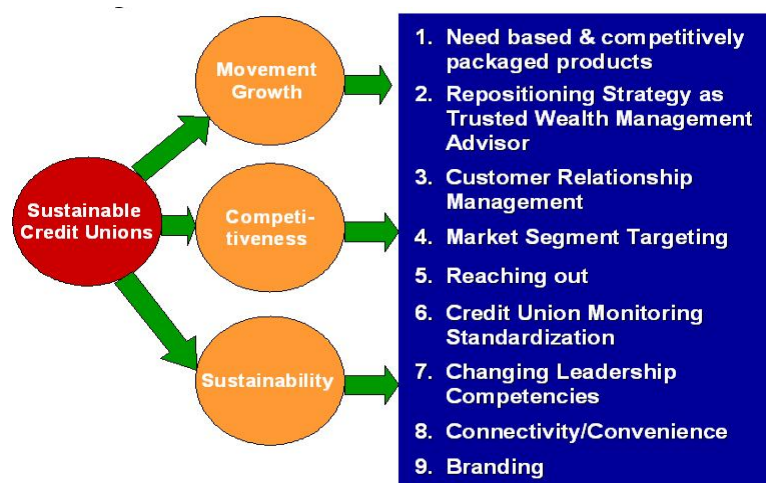 Movement
Growth
Sustainable
Credit Unions
Competi-
tiveness
Sustainability
1. Need based & competitively
packaged products
2. Repositioning Strategy as
Trusted Wealth Management
Advisor
3. Customer Relationship
Management
4. Market Segment Targeting
5. Reaching out
6. Credit Union Monitoring
Standardization
7. Changing Leadership
Competencies
8. Connectivity/Convenience
9. Branding